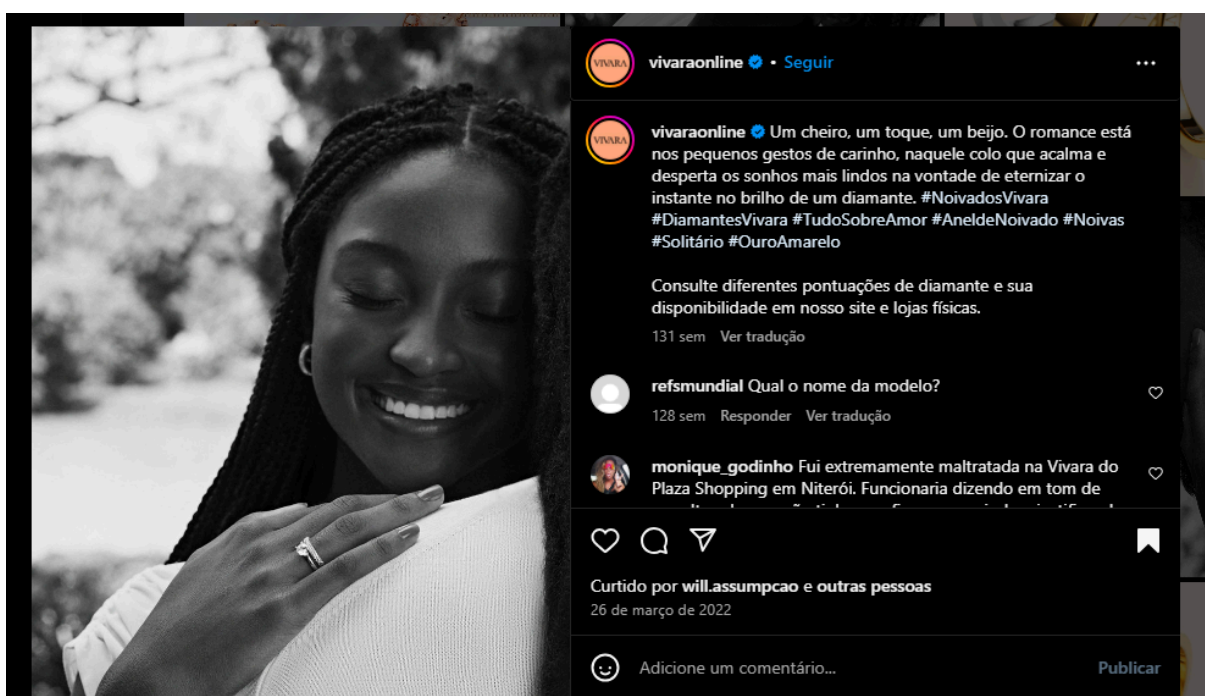 VIVARA
vivaraonline • Seguir
VIVARA
vivaraonline Um cheiro, um toque, um beijo. O romance está
nos pequenos gestos de carinho, naquele colo que acalma e
desperta os sonhos mais lindos na vontade de eternizar o
instante no brilho de um diamante. #NoivadosVivara
#DiamantesVivara #TudoSobreAmor #AneldeNoivado #Noivas
#Solitário #OuroAmarelo
Consulte diferentes pontuações de diamante e sua
disponibilidade em nosso site e lojas físicas.
131 sem Ver tradução
refsmundial Qual o nome da modelo?
128 sem Responder Ver tradução
monique_godinho Fui extremamente maltratada na Vivara do
Plaza Shopping em Niterói. Funcionaria dizendo em tom de
Curtido por will.assumpcao e outras pessoas
26 de março de 2022
Adicione um comentário... Publicar